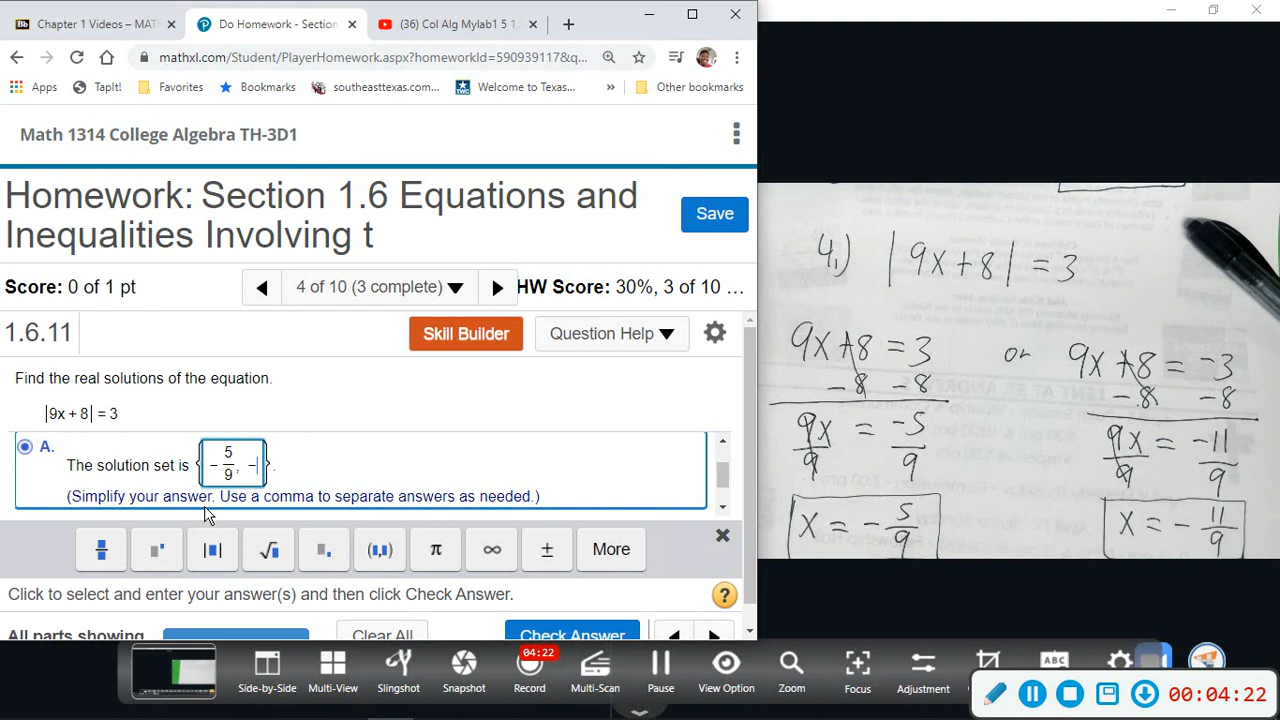 Chapter 1 Videos – MAT
Do Homework - Section
(36) Col Alg Mylab1 5 1.
mathxl.com/Student/PlayerHomework.aspx?homeworkId=590939117&q...
Apps
TapIt!
Favorites
Bookmarks
southeasttexas.com...
Welcome to Texas...
»
Other bookmarks
Math 1314 College Algebra TH-3D1
Homework: Section 1.6 Equations and
Inequalities Involving t
Save
Score: 0 of 1 pt
4 of 10 (3 complete)
HW Score: 30%, 3 of 10 ...
1.6.11
Skill Builder
Question Help
Find the real solutions of the equation.
|9x + 8| = 3
A.
The solution set is { - 5/9, - }.
(Simplify your answer. Use a comma to separate answers as needed.)
(ı,ı) π ∞ ± More
Click to select and enter your answer(s) and then click Check Answer.
?
All parts showing
Clear All
Check Answer
4.) |9x+8| = 3
9x+8 = 3 or 9x+8 = -3
-8 -8 -8 -8
9x/9 = -5/9 9x/9 = -11/9
x = - 5/9 x = - 11/9
Side-by-Side
Multi-View
Slingshot
Snapshot
04:22
Record
Multi-Scan
Pause
View Option
Zoom
Focus
Adjustment
ABC
00:04:22